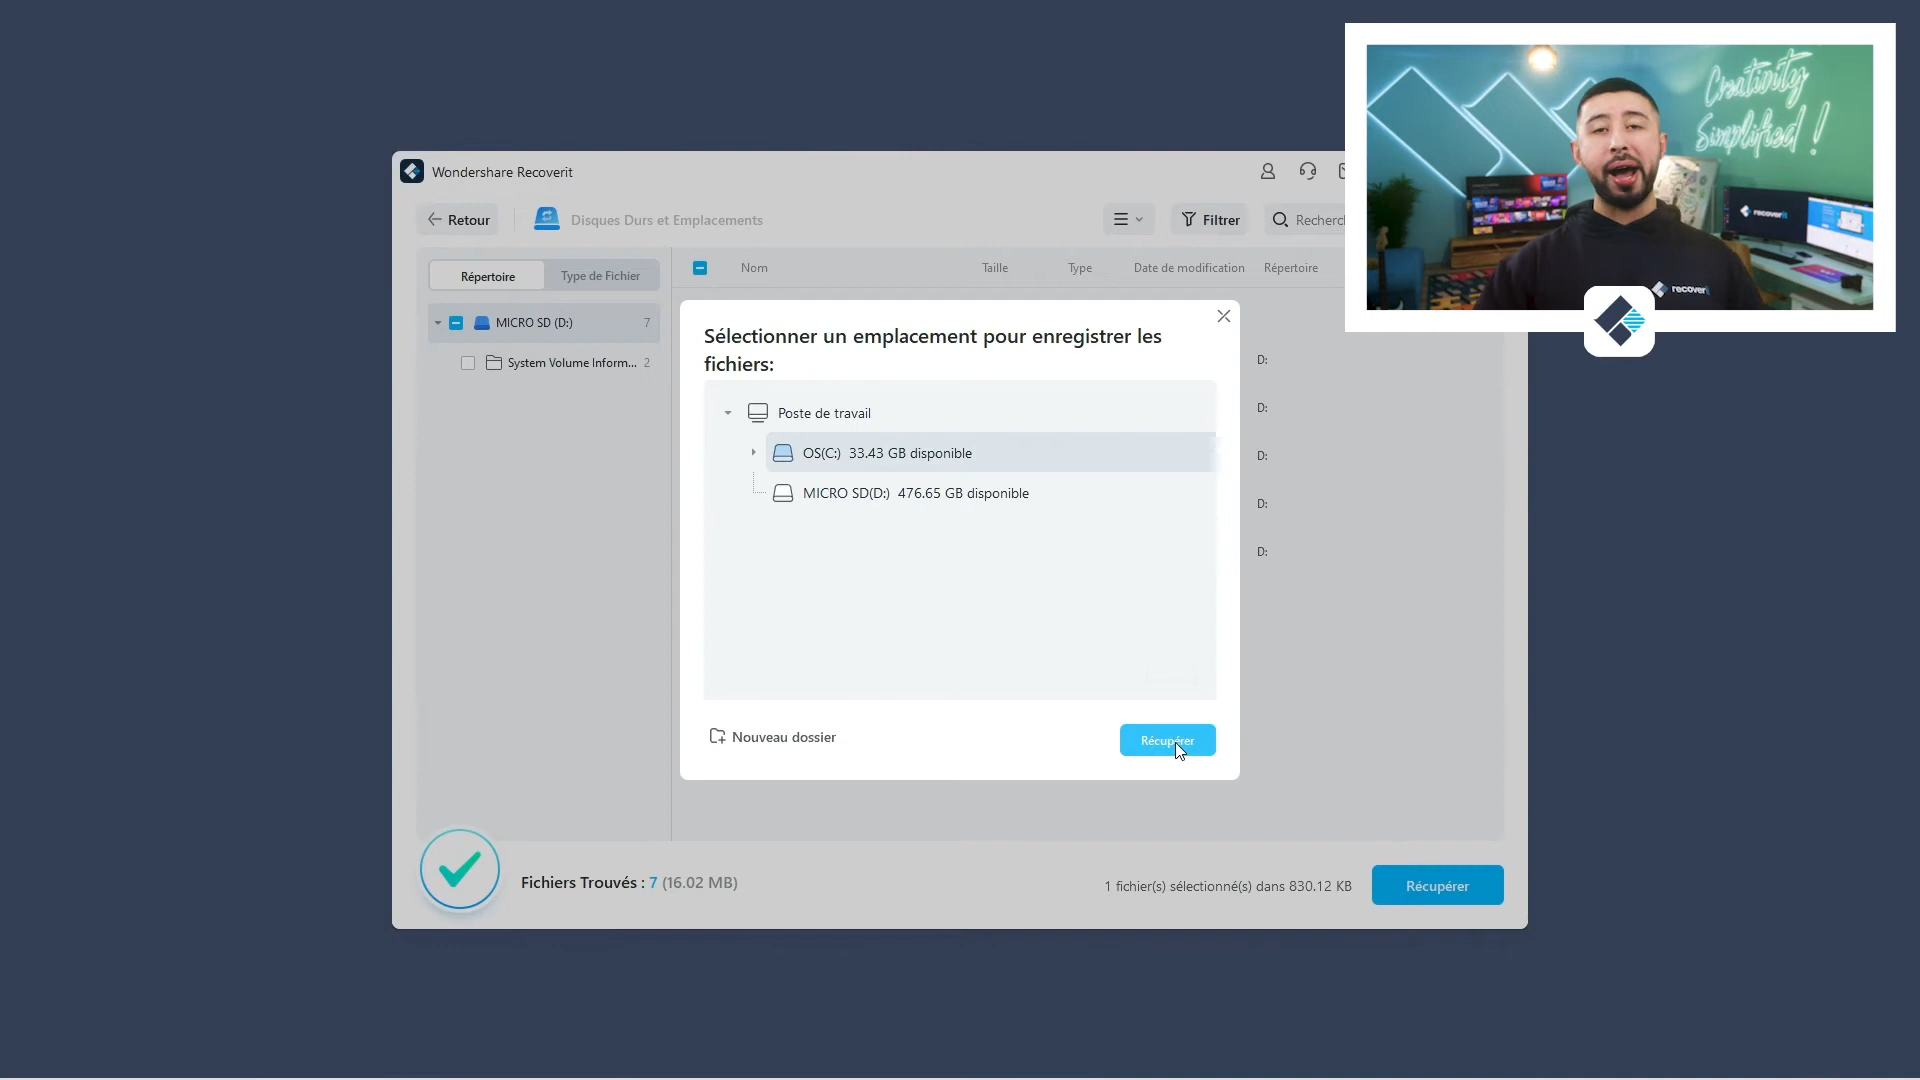 Creativity
Simplified !
recoverit
recoverit
Wondershare Recoverit
Retour
Disques Durs et Emplacements
Filtrer
Répertoire
Type de Fichier
Nom
Taille
Type
Date de modification
Répertoire
MICRO SD (D:)
7
System Volume Inform...
2
Sélectionner un emplacement pour enregistrer les
fichiers:
Poste de travail
OS(C:) 33.43 GB disponible
MICRO SD(D:) 476.65 GB disponible
D:
D:
D:
D:
D:
Nouveau dossier
Récupérer
Fichiers Trouvés : 7 (16.02 MB)
1 fichier(s) sélectionné(s) dans 830.12 KB
Récupérer